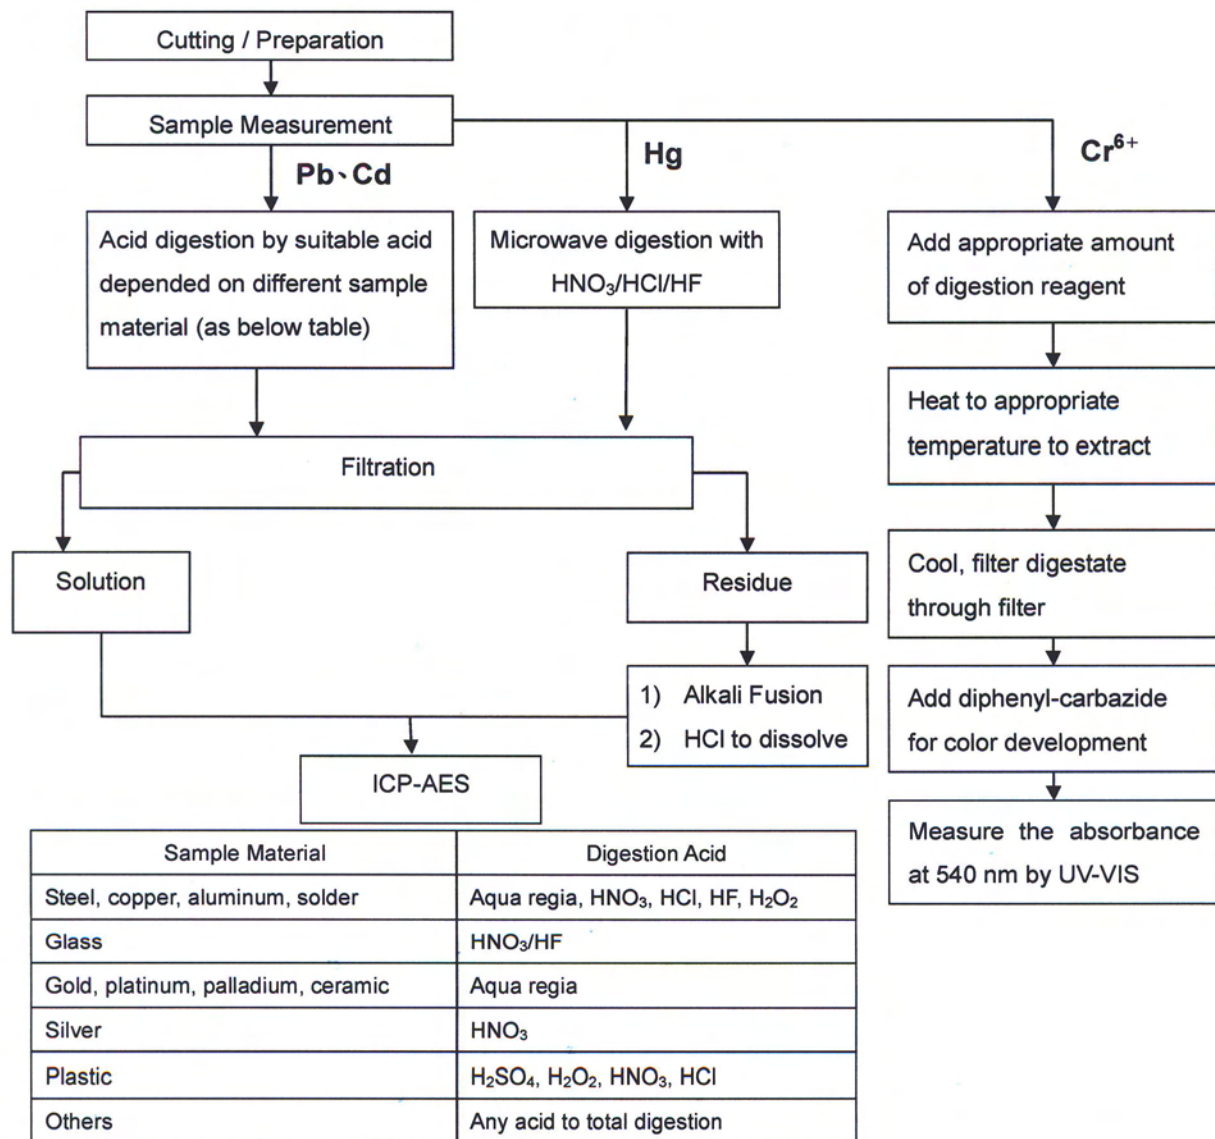 Cutting / Preparation
Sample Measurement
Pb、Cd
Hg
Cr⁶⁺
Acid digestion by suitable acid
depended on different sample
material (as below table)
Microwave digestion with
HNO₃/HCl/HF
Add appropriate amount
of digestion reagent
Heat to appropriate
temperature to extract
Filtration
Solution
Residue
Cool, filter digestate
through filter
1) Alkali Fusion
2) HCl to dissolve
Add diphenyl-carbazide
for color development
ICP-AES
Measure the absorbance
at 540 nm by UV-VIS
Sample Material Digestion Acid
Steel, copper, aluminum, solder Aqua regia, HNO₃, HCl, HF, H₂O₂
Glass HNO₃/HF
Gold, platinum, palladium, ceramic Aqua regia
Silver HNO₃
Plastic H₂SO₄, H₂O₂, HNO₃, HCl
Others Any acid to total digestion